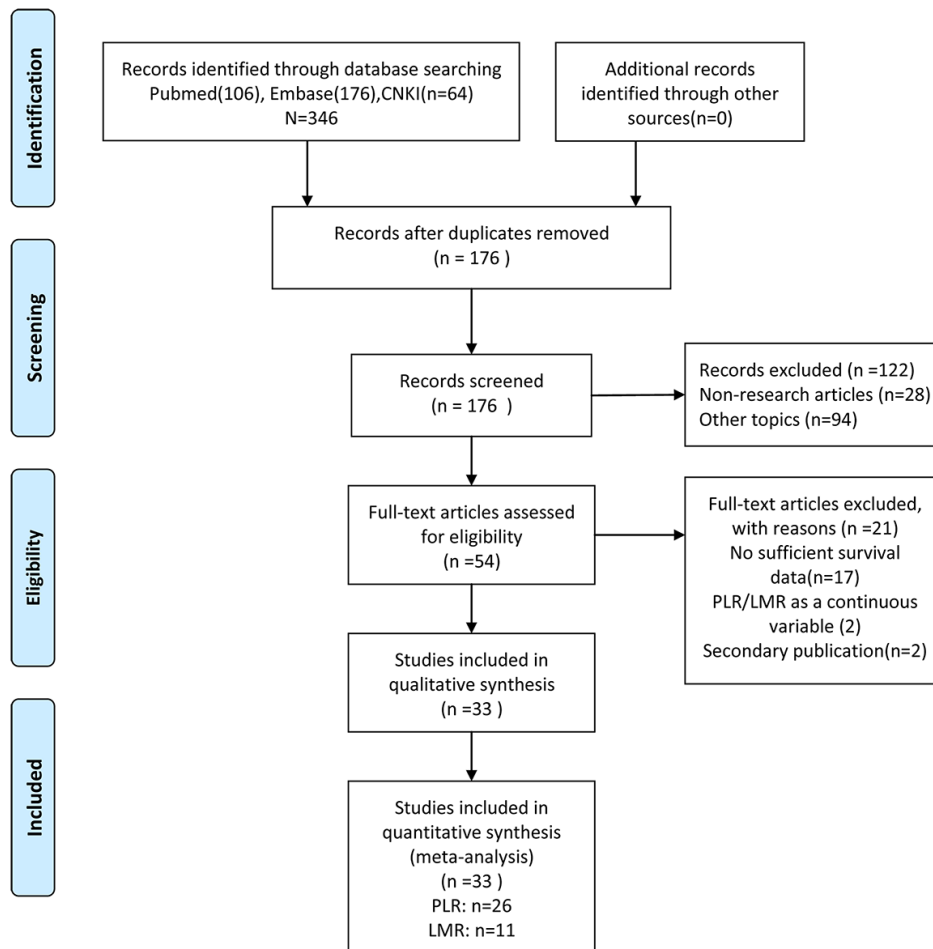 Identification
Records identified through database searching
Pubmed(106), Embase(176),CNKI(n=64)
N=346
Additional records
identified through other
sources(n=0)
Records after duplicates removed
(n = 176 )
Screening
Records screened
(n = 176 )
Records excluded (n =122)
Non-research articles (n=28)
Other topics (n=94)
Eligibility
Full-text articles assessed
for eligibility
(n =54)
Full-text articles excluded,
with reasons (n =21)
No sufficient survival
data(n=17)
PLR/LMR as a continuous
variable (2)
Secondary publication(n=2)
Studies included in
qualitative synthesis
(n =33 )
Included
Studies included in
quantitative synthesis
(meta-analysis)
(n =33 )
PLR: n=26
LMR: n=11